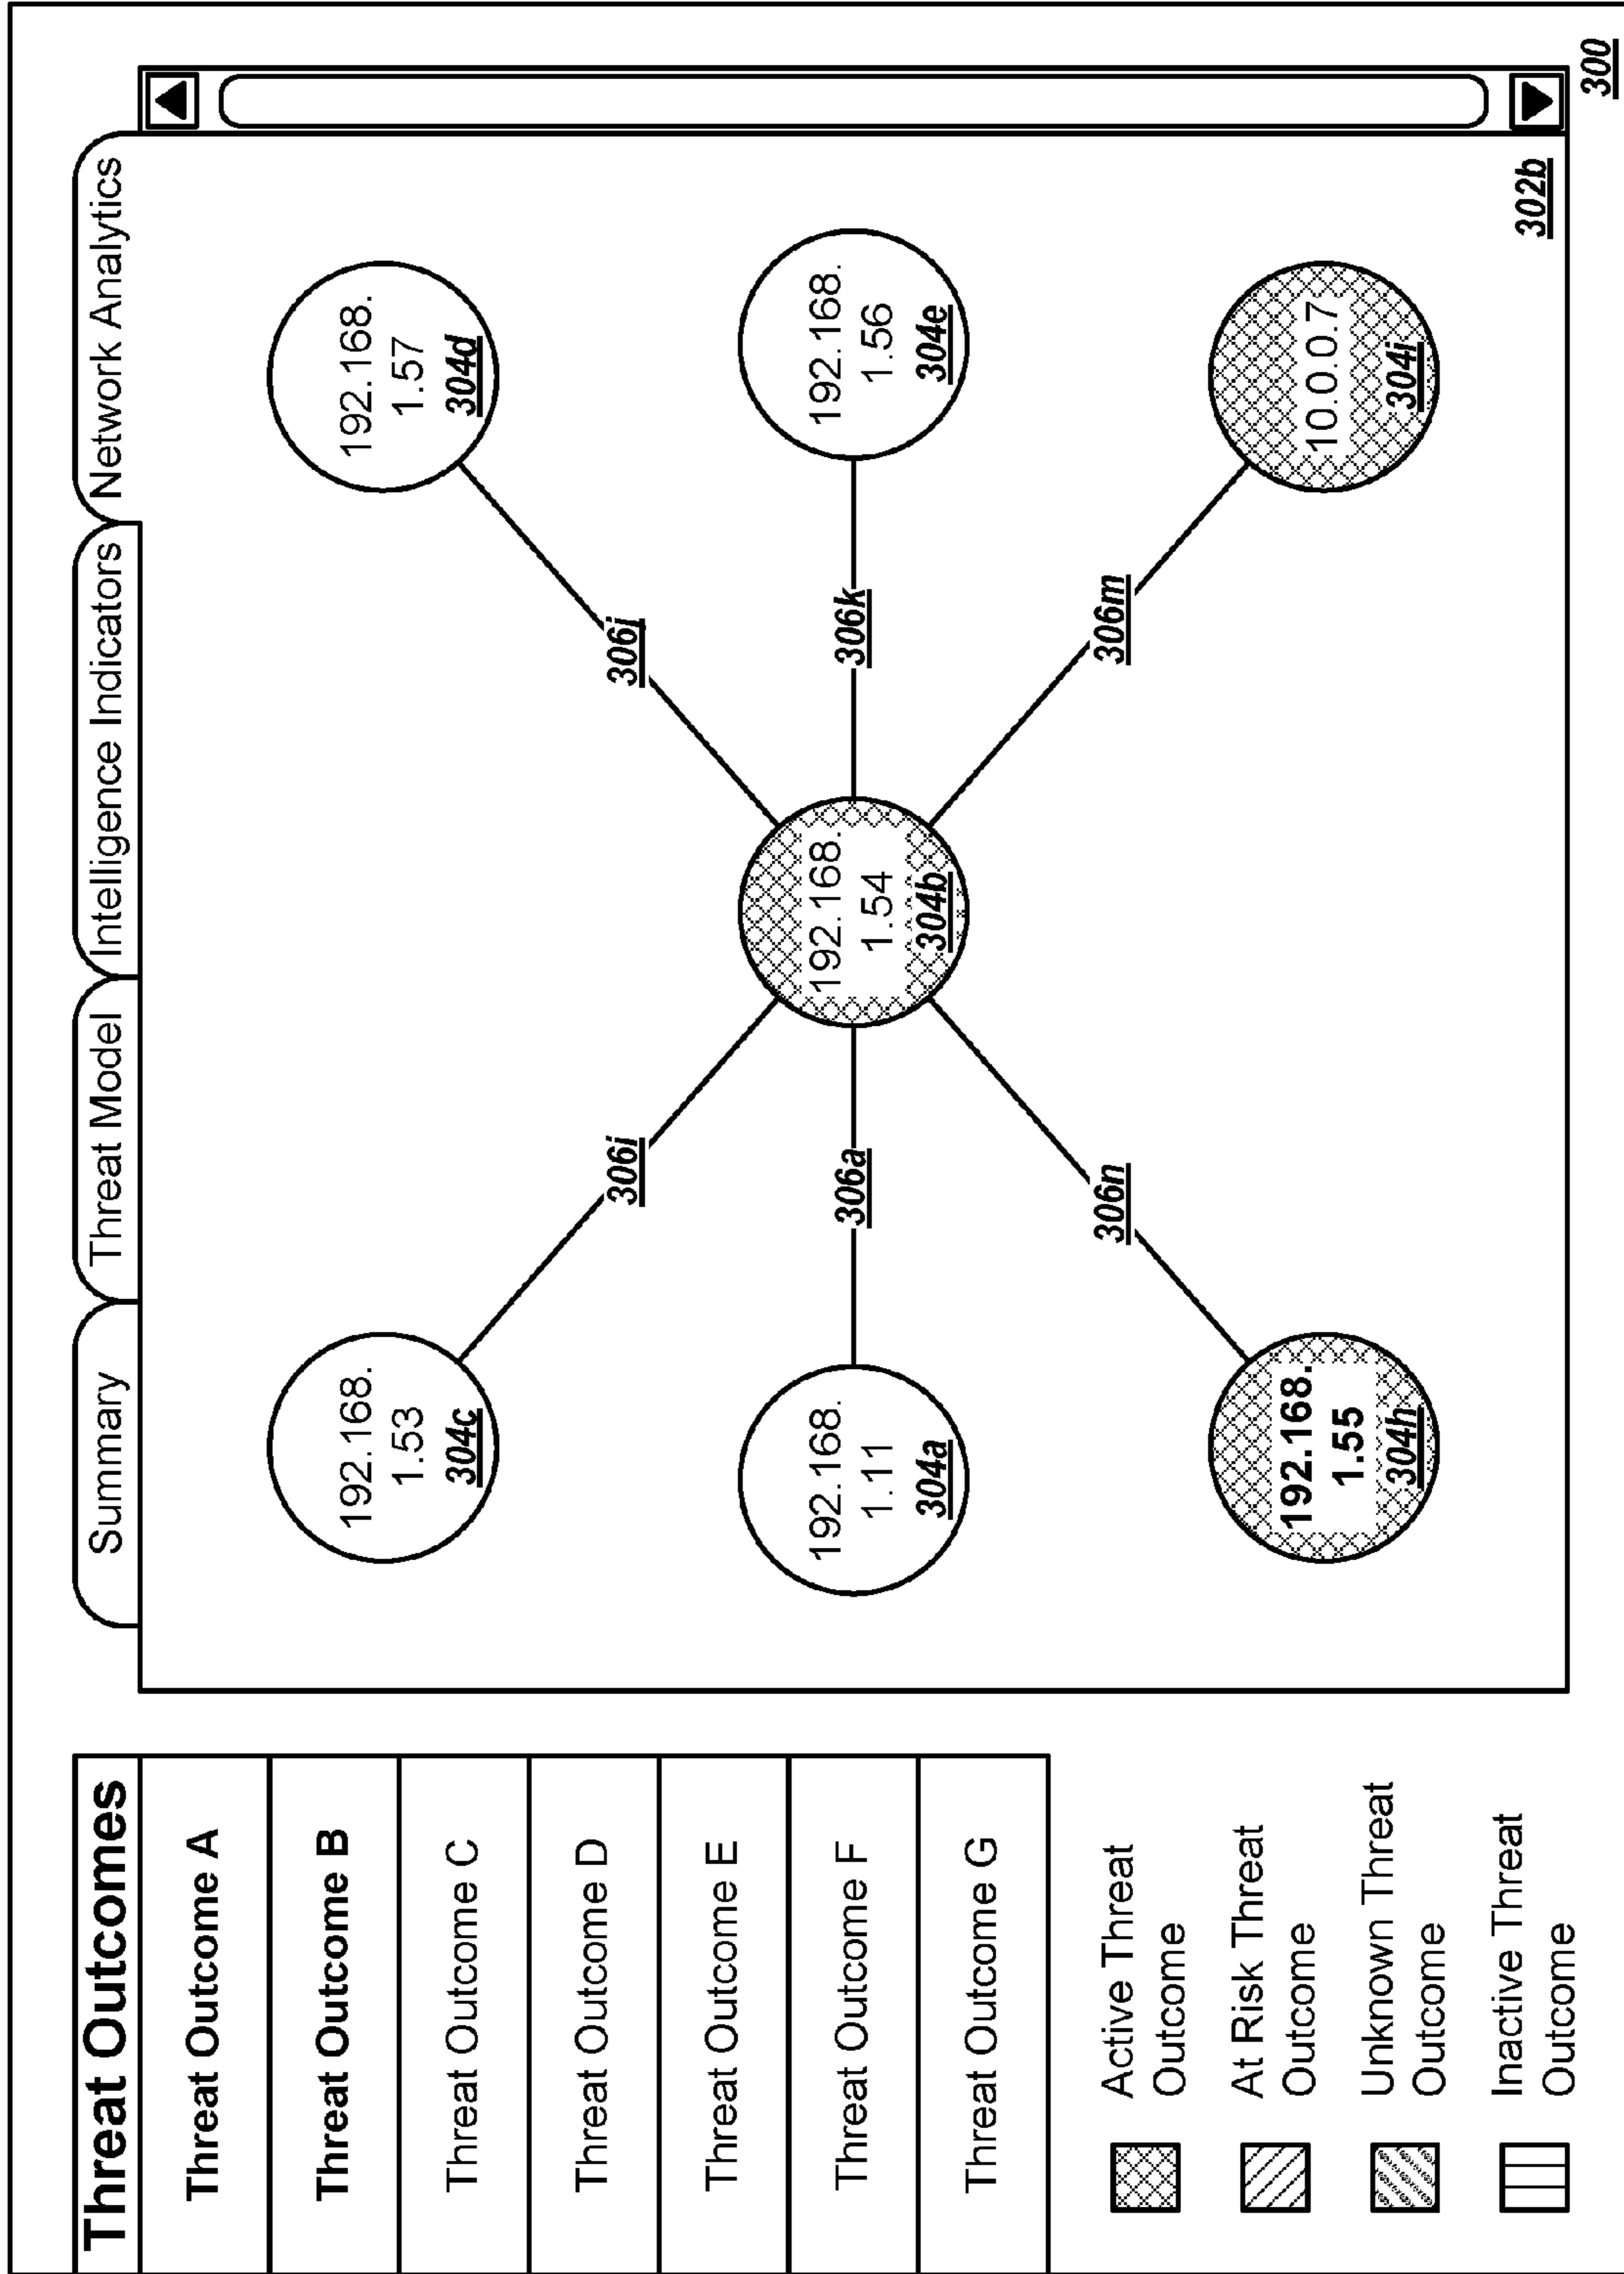 Threat Outcomes
Threat Outcome A
Threat Outcome B
Threat Outcome C
Threat Outcome D
Threat Outcome E
Threat Outcome F
Threat Outcome G
Active Threat
Outcome
At Risk Threat
Outcome
Unknown Threat
Outcome
Inactive Threat
Outcome
Summary
Threat Model
Intelligence Indicators
Network Analytics
192.168.
1.53
304c
306i
306j
192.168.
1.57
304d
192.168.
1.11
304a
306a
192.168.
1.54
304b
306k
192.168.
1.56
304e
192.168.
1.55
304h
306n
306m
10.0.0.7
304i
302b
300